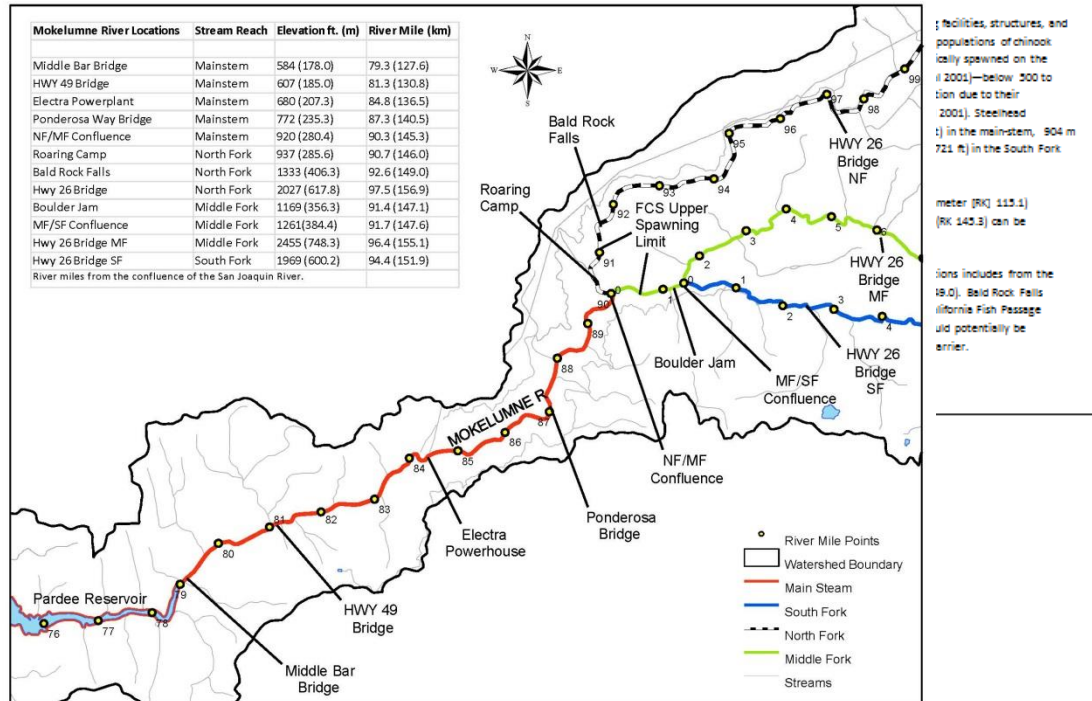 Mokelumne River Locations Stream Reach Elevation ft. (m) River Mile (km)
Middle Bar Bridge Mainstem 584 (178.0) 79.3 (127.6)
HWY 49 Bridge Mainstem 607 (185.0) 81.3 (130.8)
Electra Powerplant Mainstem 680 (207.3) 84.8 (136.5)
Ponderosa Way Bridge Mainstem 772 (235.3) 87.3 (140.5)
NF/MF Confluence Mainstem 920 (280.4) 90.3 (145.3)
Roaring Camp North Fork 937 (285.6) 90.7 (146.0)
Bald Rock Falls North Fork 1333 (406.3) 92.6 (149.0)
Hwy 26 Bridge North Fork 2027 (617.8) 97.5 (156.9)
Boulder Jam Middle Fork 1169 (356.3) 91.4 (147.1)
MF/SF Confluence Middle Fork 1261(384.4) 91.7 (147.6)
Hwy 26 Bridge MF Middle Fork 2455 (748.3) 96.4 (155.1)
Hwy 26 Bridge SF South Fork 1969 (600.2) 94.4 (151.9)
River miles from the confluence of the San Joaquin River.
N
W E
S
Bald Rock
Falls
Roaring
Camp
FCS Upper
Spawning
Limit
HWY 26
Bridge
NF
HWY 26
Bridge
MF
HWY 26
Bridge
SF
Boulder Jam
MF/SF
Confluence
NF/MF
Confluence
Ponderosa
Bridge
MOKELUMNE R
Electra
Powerhouse
HWY 49
Bridge
Middle Bar
Bridge
Pardee Reservoir
76
77
78
79
80
81
82
83
84
85
86
87
88
89
90
91
92
93
94
95
96
97
98
99
0
1
2
3
4
5
6
0
1
2
3
4
River Mile Points
Watershed Boundary
Main Steam
South Fork
North Fork
Middle Fork
Streams
facilities, structures, and
populations of chinook
ically spawned on the
2001)—below 500 to
tion due to their
2001). Steelhead
) in the main-stem, 904 m
721 ft) in the South Fork
meter [RK] 115.1)
(RK 145.3) can be
ions includes from the
49.0). Bald Rock Falls
lifornia Fish Passage
uld potentially be
arrier.